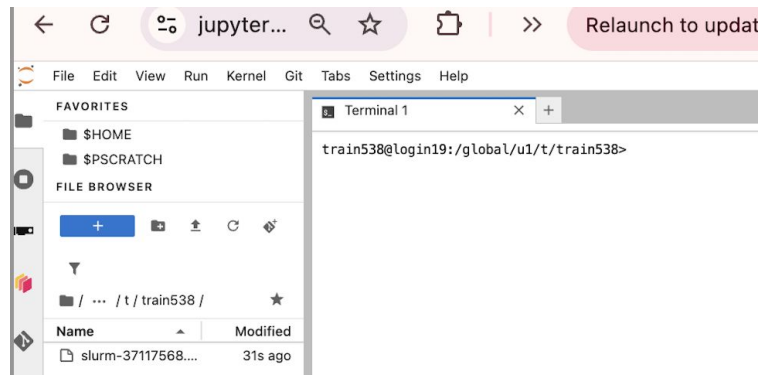 jupyter...
Relaunch to updat
File Edit View Run Kernel Git Tabs Settings Help
FAVORITES
$HOME
$PSCRATCH
FILE BROWSER
/ ... / t / train538 /
Name Modified
slurm-37117568.... 31s ago
Terminal 1
train538@login19:/global/u1/t/train538>